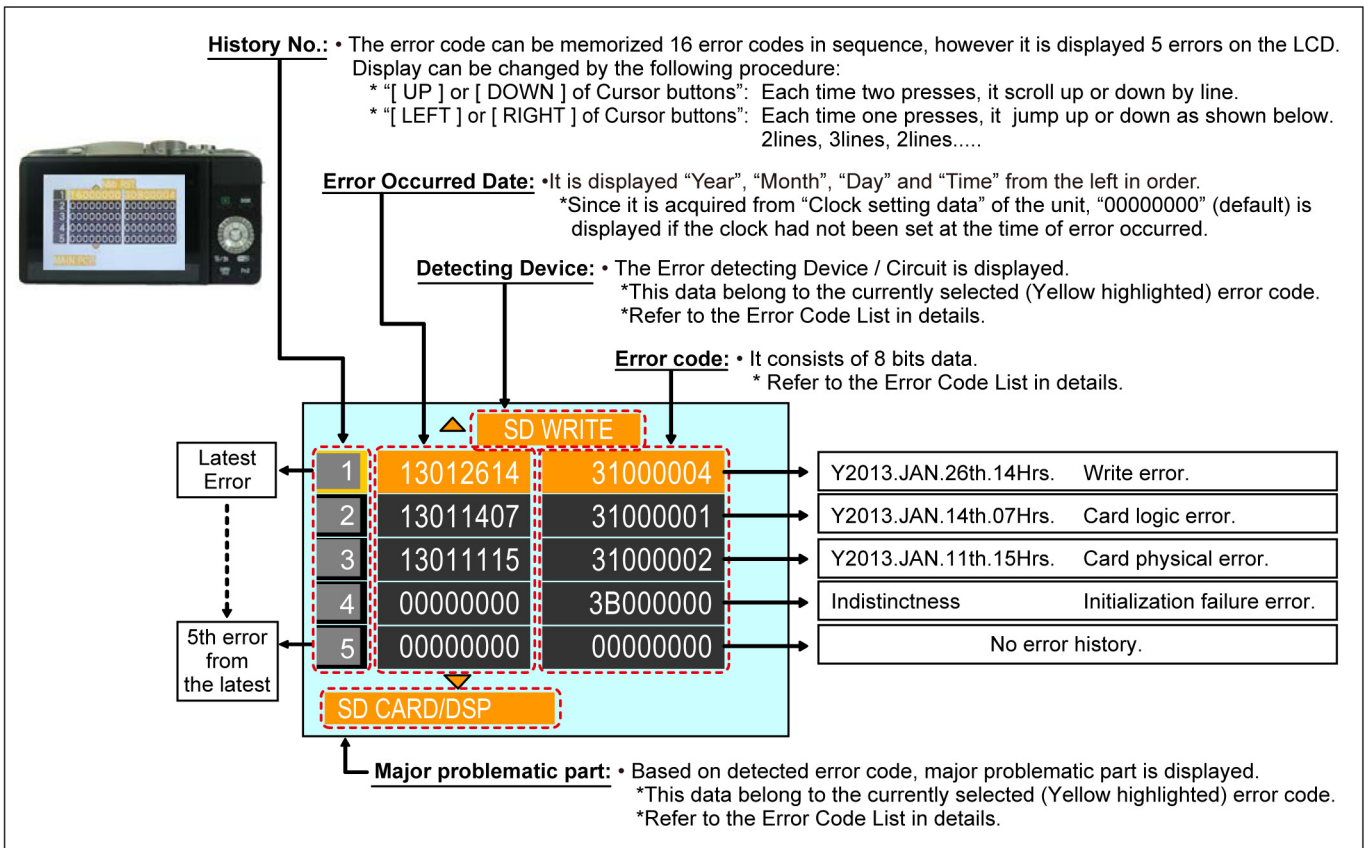 History No.: • The error code can be memorized 16 error codes in sequence, however it is displayed 5 errors on the LCD.
Display can be changed by the following procedure:
* “[ UP ] or [ DOWN ] of Cursor buttons”: Each time two presses, it scroll up or down by line.
* “[ LEFT ] or [ RIGHT ] of Cursor buttons”: Each time one presses, it jump up or down as shown below.
2lines, 3lines, 2lines.....
Error Occurred Date: •It is displayed “Year”, “Month”, “Day” and “Time” from the left in order.
*Since it is acquired from “Clock setting data” of the unit, “00000000” (default) is
displayed if the clock had not been set at the time of error occurred.
Detecting Device: • The Error detecting Device / Circuit is displayed.
*This data belong to the currently selected (Yellow highlighted) error code.
*Refer to the Error Code List in details.
Error code: • It consists of 8 bits data.
* Refer to the Error Code List in details.
SD WRITE
Latest
Error
1 13012614 31000004 Y2013.JAN.26th.14Hrs. Write error.
2 13011407 31000001 Y2013.JAN.14th.07Hrs. Card logic error.
3 13011115 31000002 Y2013.JAN.11th.15Hrs. Card physical error.
4 00000000 3B000000 Indistinctness Initialization failure error.
5 00000000 00000000 No error history.
5th error
from
the latest
SD CARD/DSP
Major problematic part: • Based on detected error code, major problematic part is displayed.
*This data belong to the currently selected (Yellow highlighted) error code.
*Refer to the Error Code List in details.